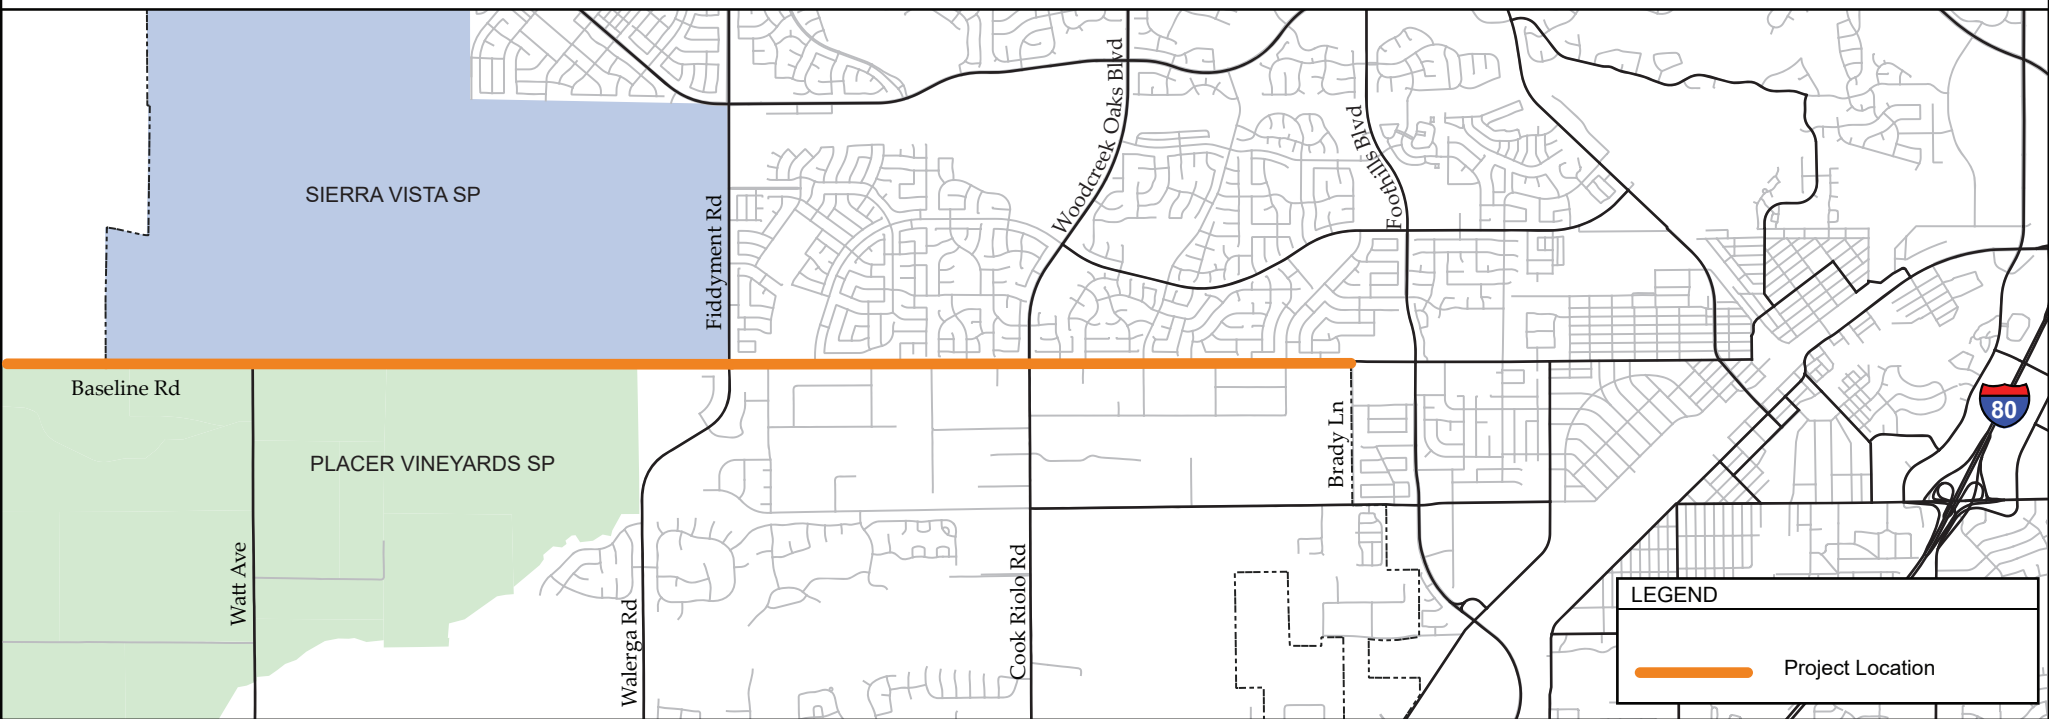 Woodcreek Oaks Blvd
Foothills Blvd
SIERRA VISTA SP
Fiddyment Rd
Baseline Rd
80
Brady Ln
PLACER VINEYARDS SP
Watt Ave
Walerga Rd
Cook Riolo Rd
LEGEND
Project Location